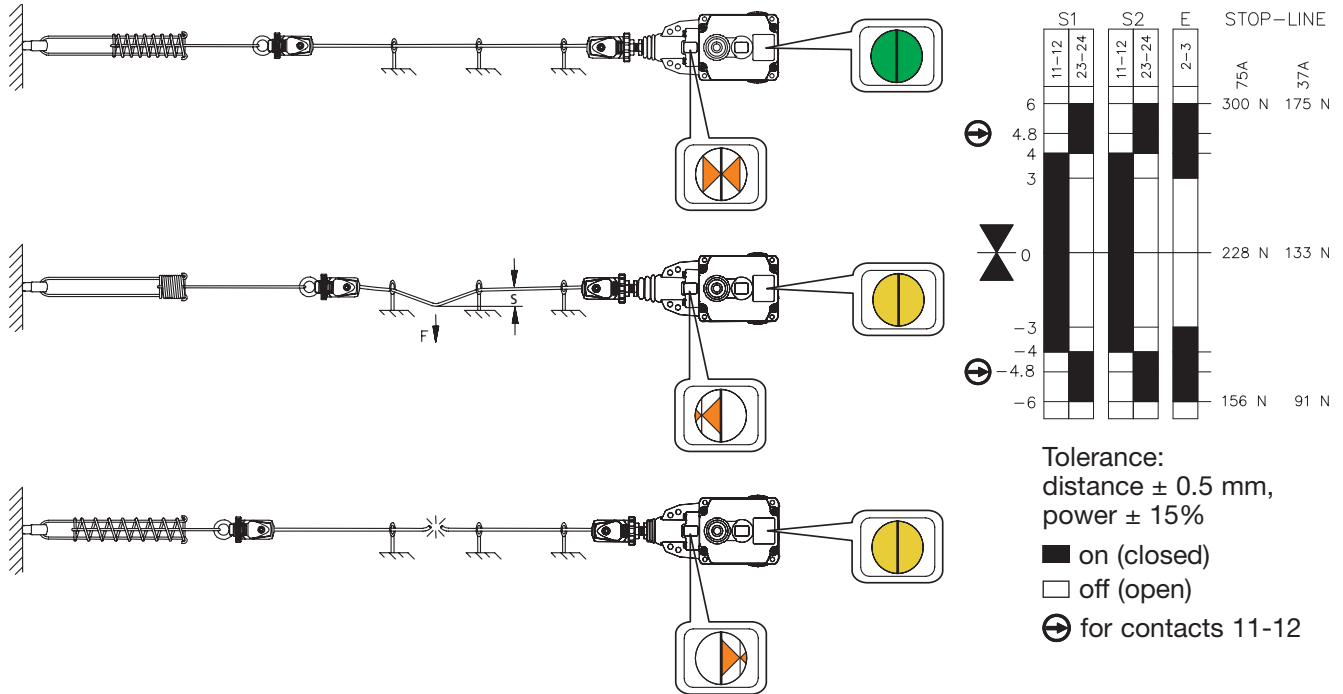 S1 S2 E STOP-LINE
11-12 23-24 11-12 23-24 2-3 75A 37A
6 300 N 175 N
4.8
4
3
0 228 N 133 N
-3
-4
-4.8
-6 156 N 91 N
S
F
Tolerance:
distance ± 0.5 mm,
power ± 15%
on (closed)
off (open)
for contacts 11-12